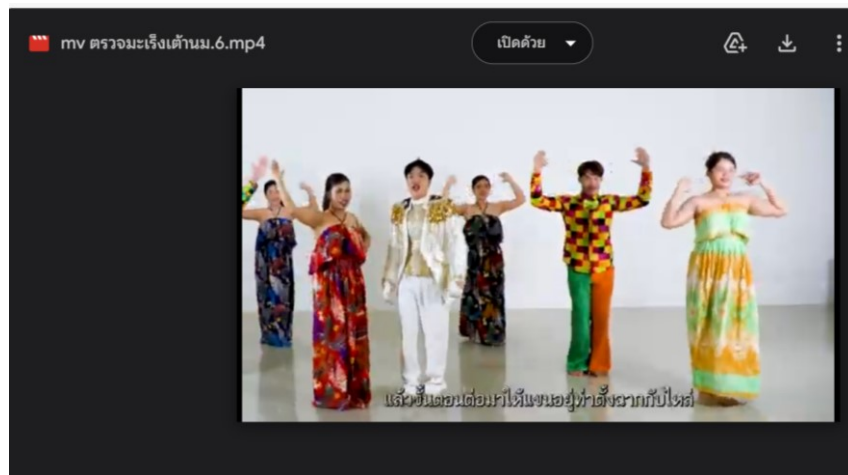 mv ตรวจมะเร็งเต้านม.6.mp4
เปิดด้วย
แล้วขั้นตอนต่อมาให้แขนอยู่ท่าตั้งฉากกับไหล่